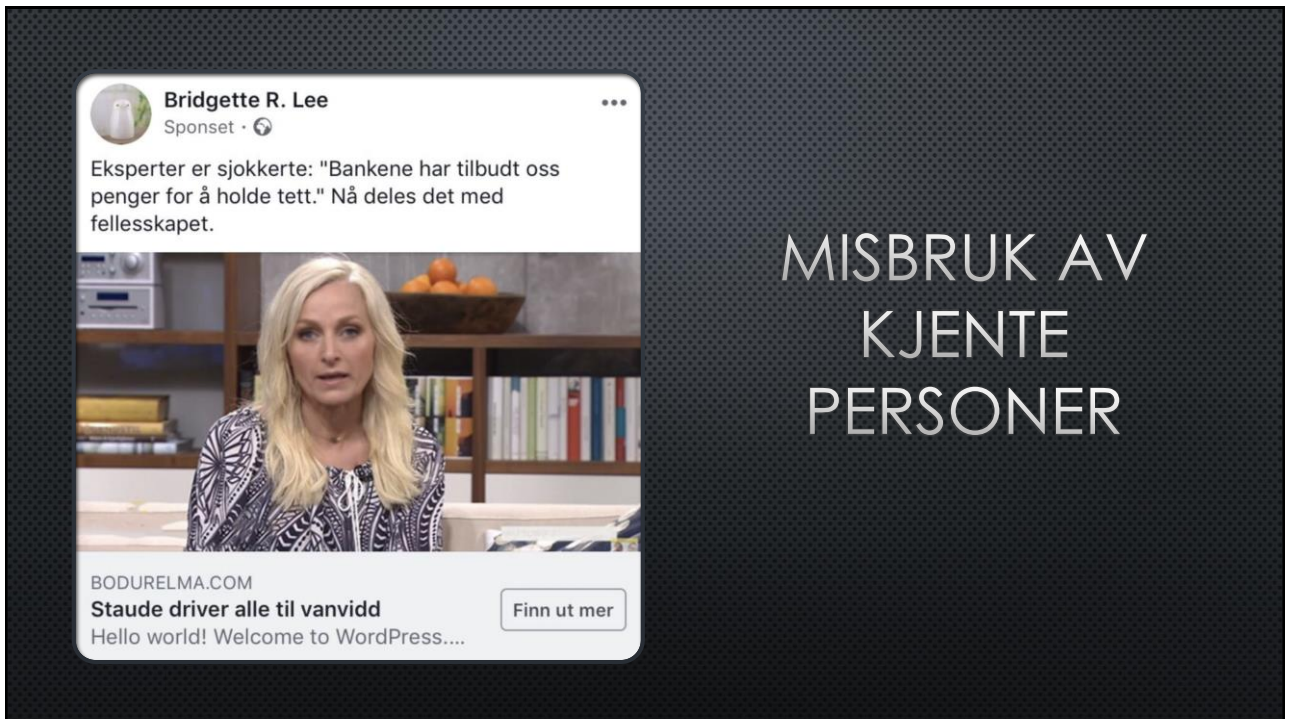 Bridgette R. Lee
Sponset ·
Eksperter er sjokkerte: "Bankene har tilbudt oss
penger for å holde tett." Nå deles det med
fellesskapet.
BODURELMA.COM
Staude driver alle til vanvidd
Hello world! Welcome to WordPress....
Finn ut mer
MISBRUK AV
KJENTE
PERSONER